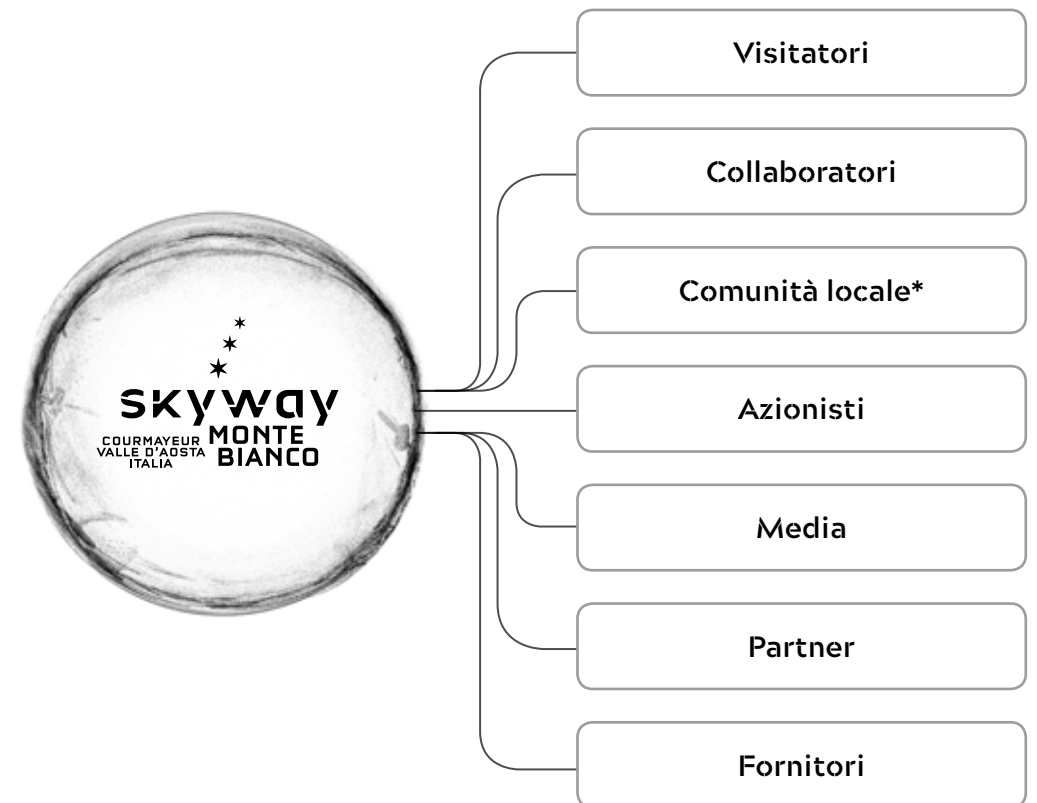 skyway
COURMAYEUR
VALLE D'AOSTA
ITALIA
MONTE
BIANCO
Visitatori
Collaboratori
Comunità locale*
Azionisti
Media
Partner
Fornitori